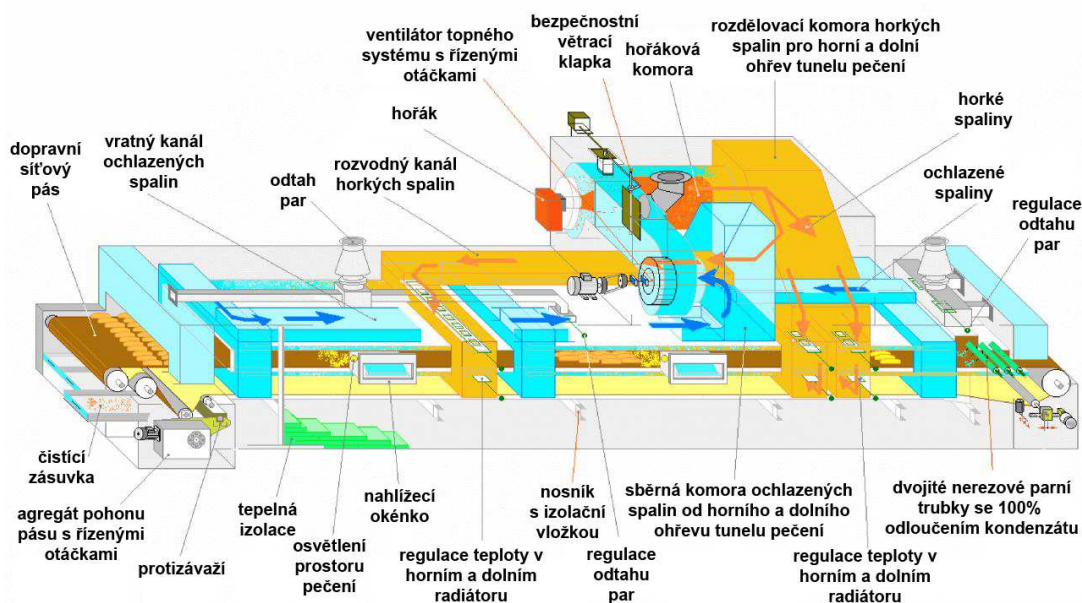 ventilátor topného
systému s řízenými
otáčkami
bezpečnostní
větrací
klapka
hořáková
komora
rozdělovací komora horkých
spalin pro horní a dolní
ohřev tunelu pečení
dopravní
síťový
pás
vratný kanál
ochlazených
spalin
odtah
par
hořák
rozvodný kanál
horkých spalin
horké
spaliny
ochlazené
spaliny
regulace
odtahu
par
čistící
zásuvka
agregát pohonu
pásu s řízenými
otáčkami
protizávaží
tepelná
izolace
osvětlení
prostoru
pečení
nahlížecí
okénko
regulace teploty v
horním a dolním
radiátoru
nosník
s izolační
vložkou
regulace
odtahu
par
sběrná komora ochlazených
spalin od horního a dolního
ohřevu tunelu pečení
regulace teploty v
horním a dolním
radiátoru
dvojité nerezové parní
trubky se 100%
odloučením kondenzátu